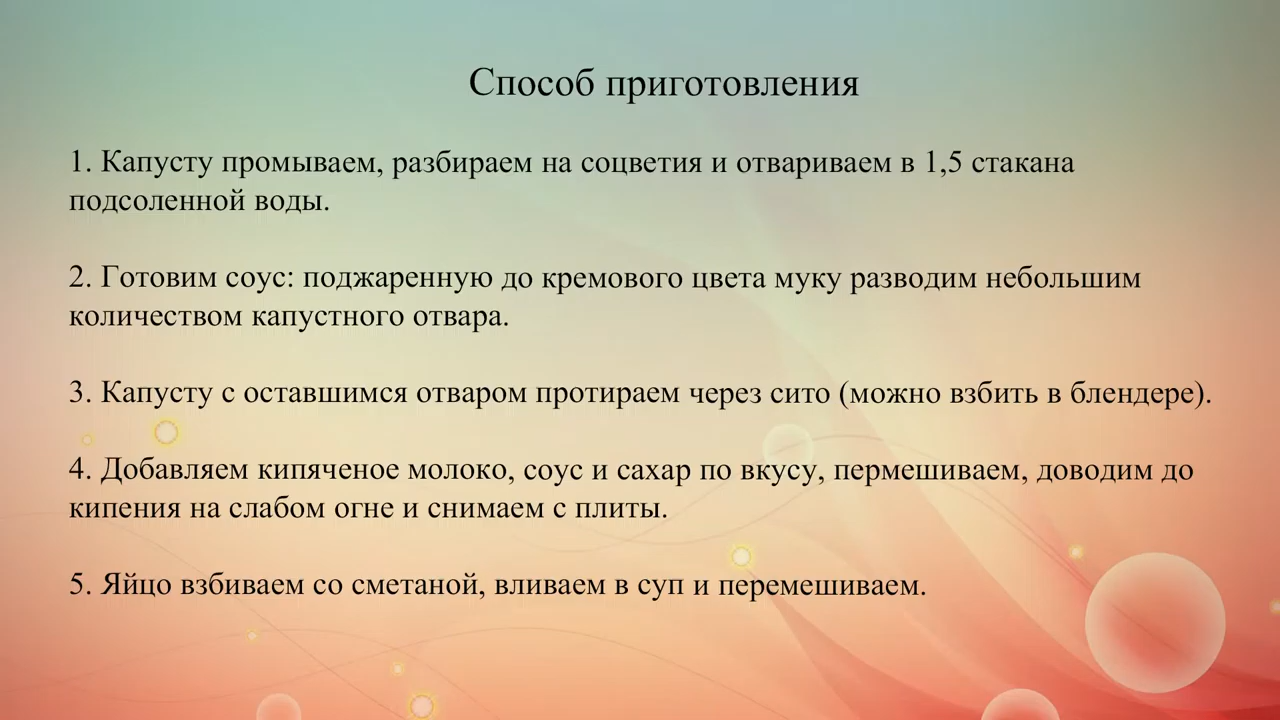 Способ приготовления
1. Капусту промываем, разбираем на соцветия и отвариваем в 1,5 стакана
подсоленной воды.
2. Готовим соус: поджаренную до кремового цвета муку разводим небольшим
количеством капустного отвара.
3. Капусту с оставшимся отваром протираем через сито (можно взбить в блендере).
4. Добавляем кипяченое молоко, соус и сахар по вкусу, пермешиваем, доводим до
кипения на слабом огне и снимаем с плиты.
5. Яйцо взбиваем со сметаной, вливаем в суп и перемешиваем.